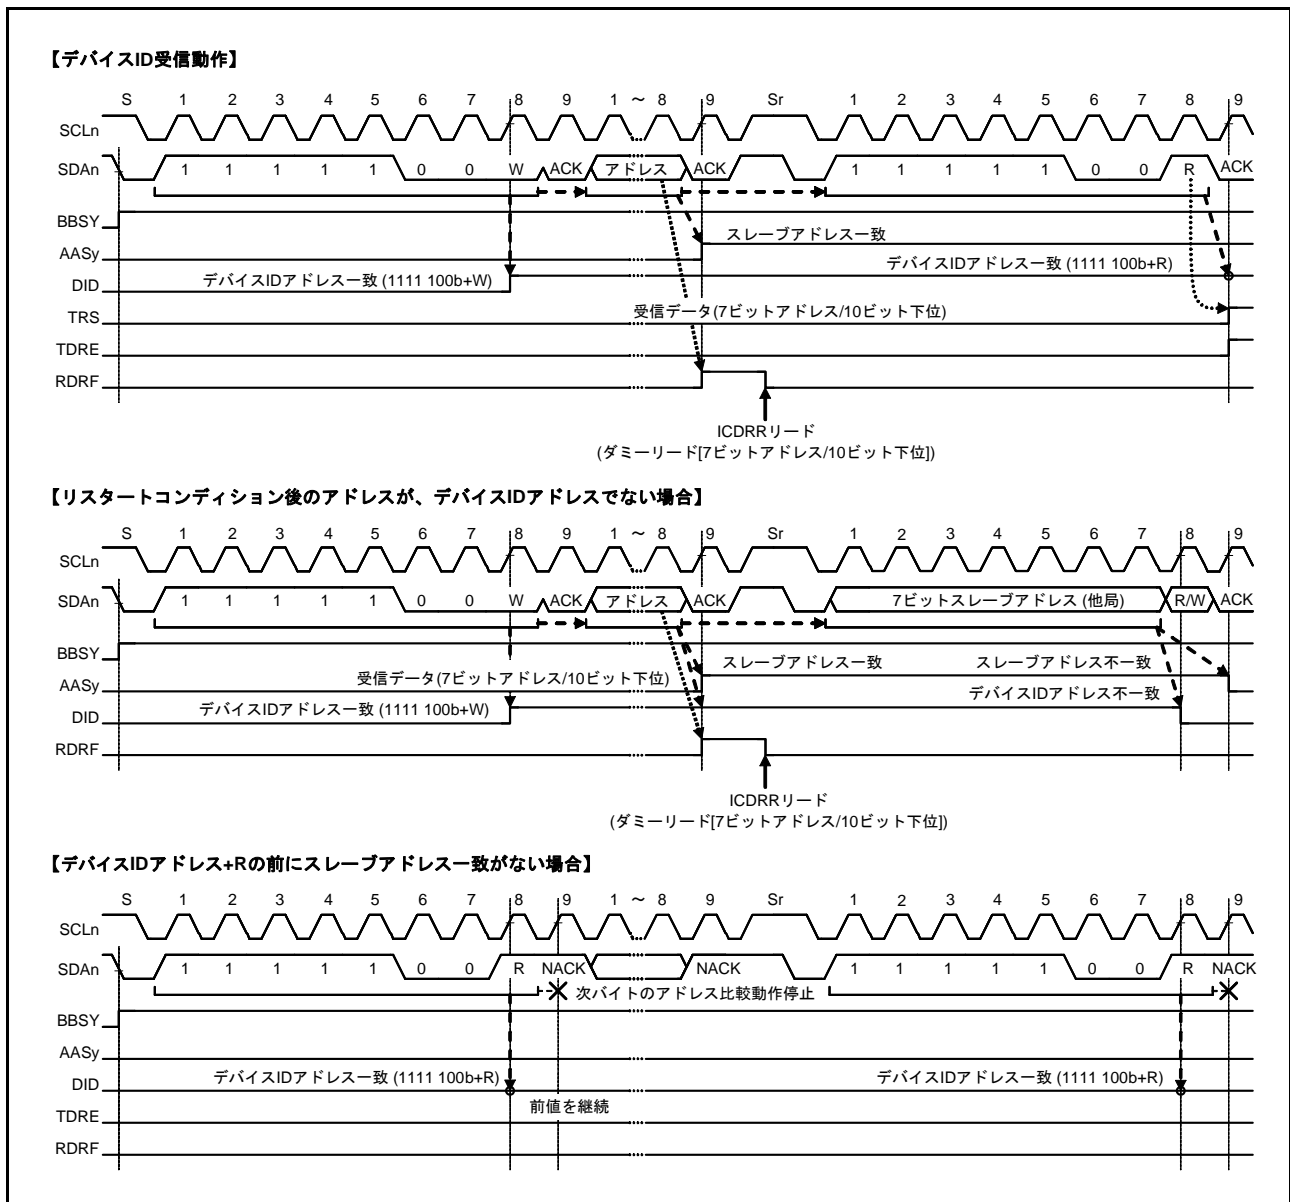 【デバイスID受信動作】
S 1 2 3 4 5 6 7 8 9 1 ～ 8 9 Sr 1 2 3 4 5 6 7 8 9
SCLn
SDAn 1 1 1 1 1 0 0 W ACK アドレス ACK 1 1 1 1 1 0 0 R ACK
BBSY
スレーブアドレス一致
AASy
デバイスIDアドレス一致 (1111 100b+W) デバイスIDアドレス一致 (1111 100b+R)
DID
受信データ(7ビットアドレス/10ビット下位)
TRS
TDRE
RDRF
ICDRRリード
(ダミーリード[7ビットアドレス/10ビット下位])
【リスタートコンディション後のアドレスが、デバイスIDアドレスでない場合】
S 1 2 3 4 5 6 7 8 9 1 ～ 8 9 Sr 1 2 3 4 5 6 7 8 9
SCLn
SDAn 1 1 1 1 1 0 0 W ACK アドレス ACK 7ビットスレーブアドレス (他局) R/W ACK
BBSY
スレーブアドレス一致 スレーブアドレス不一致
受信データ(7ビットアドレス/10ビット下位)
AASy
デバイスIDアドレス不一致
デバイスIDアドレス一致 (1111 100b+W)
DID
RDRF
ICDRRリード
(ダミーリード[7ビットアドレス/10ビット下位])
【デバイスIDアドレス+Rの前にスレーブアドレス一致がない場合】
S 1 2 3 4 5 6 7 8 9 1 ～ 8 9 Sr 1 2 3 4 5 6 7 8 9
SCLn
SDAn 1 1 1 1 1 0 0 R NACK NACK 1 1 1 1 1 0 0 R NACK
次バイトのアドレス比較動作停止
BBSY
AASy
デバイスIDアドレス一致 (1111 100b+R) デバイスIDアドレス一致 (1111 100b+R)
DID
前値を継続
TDRE
RDRF